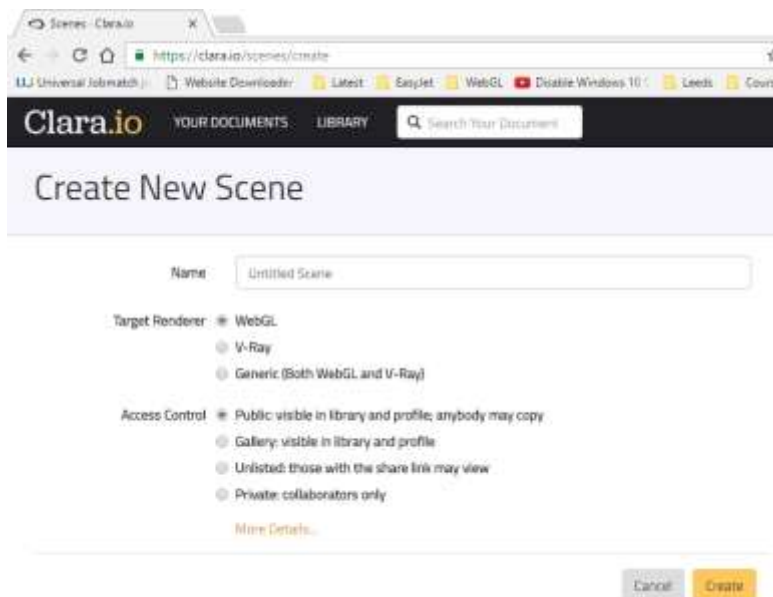 Scenes - Clara.io
https://clara.io/scenes/create
Universal Jobmatch
Website Downloader
Latest
EasyJet
WebGL
Disable Windows 10
Leeds
Cour
Clara.io
YOUR DOCUMENTS
LIBRARY
Search Your Document
Create New Scene
Name
Untitled Scene
Target Renderer
WebGL
V-Ray
Generic (Both WebGL and V-Ray)
Access Control
Public: visible in library and profile; anybody may copy
Gallery: visible in library and profile
Unlisted: those with the share link may view
Private: collaborators only
More Details...
Cancel
Create